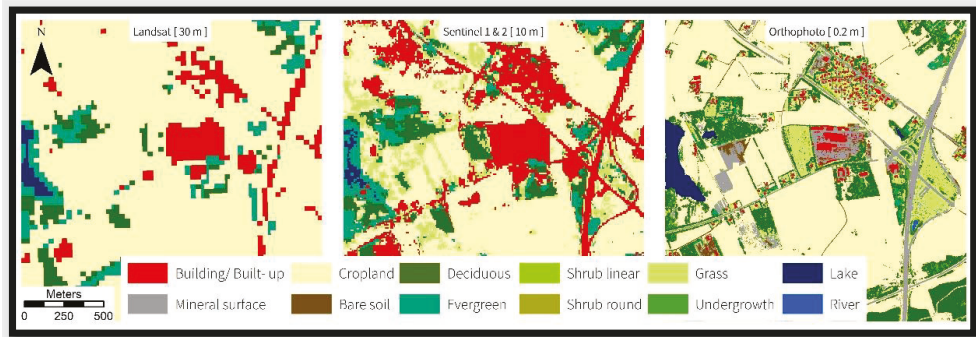 N
Landsat [ 30 m ]
Sentinel 1 & 2 [ 10 m ]
Orthophoto [ 0.2 m ]
Building/ Built- up
Cropland
Deciduous
Shrub linear
Grass
Lake
Mineral surface
Bare soil
Evergreen
Shrub round
Undergrowth
River
Meters
0 250 500